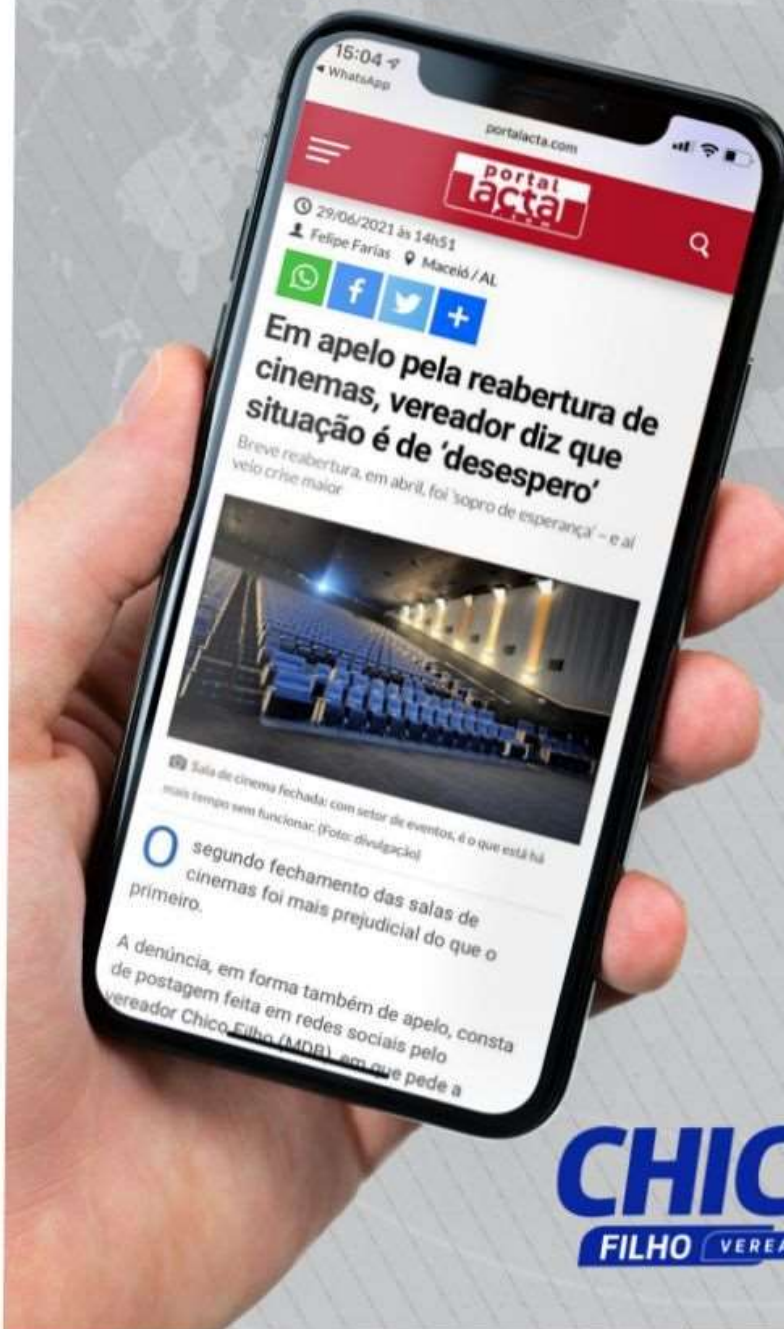 15:04
WhatsApp
portalacta.com
portal
acta
.com
29/06/2021 às 14h51
Felipe Farias Maceió / AL
Em apelo pela reabertura de
cinemas, vereador diz que
situação é de ‘desespero’
Breve reabertura, em abril, foi ‘sopro de esperança’ – e aí
veio crise maior
Sala de cinema fechada: com setor de eventos, é o que está há
mais tempo sem funcionar. (Foto: divulgação)
O segundo fechamento das salas de
cinemas foi mais prejudicial do que o
primeiro.
A denúncia, em forma também de apelo, consta
de postagem feita em redes sociais pelo
vereador Chico Filho (MDB), em que pede a
CHIC
FILHO VEREA